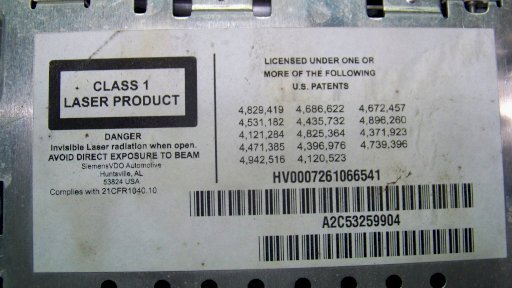 CLASS 1
LASER PRODUCT
DANGER
Invisible Laser radiation when open.
AVOID DIRECT EXPOSURE TO BEAM
SiemensVDO Automotive
Huntsville, AL
53824 USA
Complies with 21CFR1040.10
LICENSED UNDER ONE OR
MORE OF THE FOLLOWING
U.S. PATENTS
4,829,419 4,686,622 4,672,457
4,531,182 4,435,732 4,896,260
4,121,284 4,825,364 4,371,923
4,471,385 4,396,976 4,739,396
4,942,516 4,120,523
HV0007261066541
A2C53259904